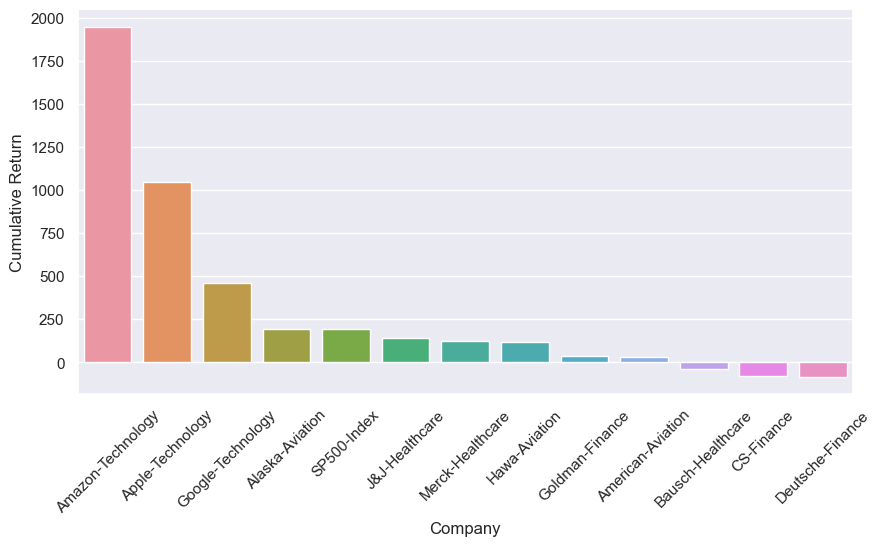 2000
1750
1500
1250
1000
750
500
250
0
Cumulative Return
Amazon-Technology
Apple-Technology
Google-Technology
Alaska-Aviation
SP500-Index
J&J-Healthcare
Merck-Healthcare
Hawa-Aviation
Goldman-Finance
American-Aviation
Bausch-Healthcare
CS-Finance
Deutsche-Finance
Company